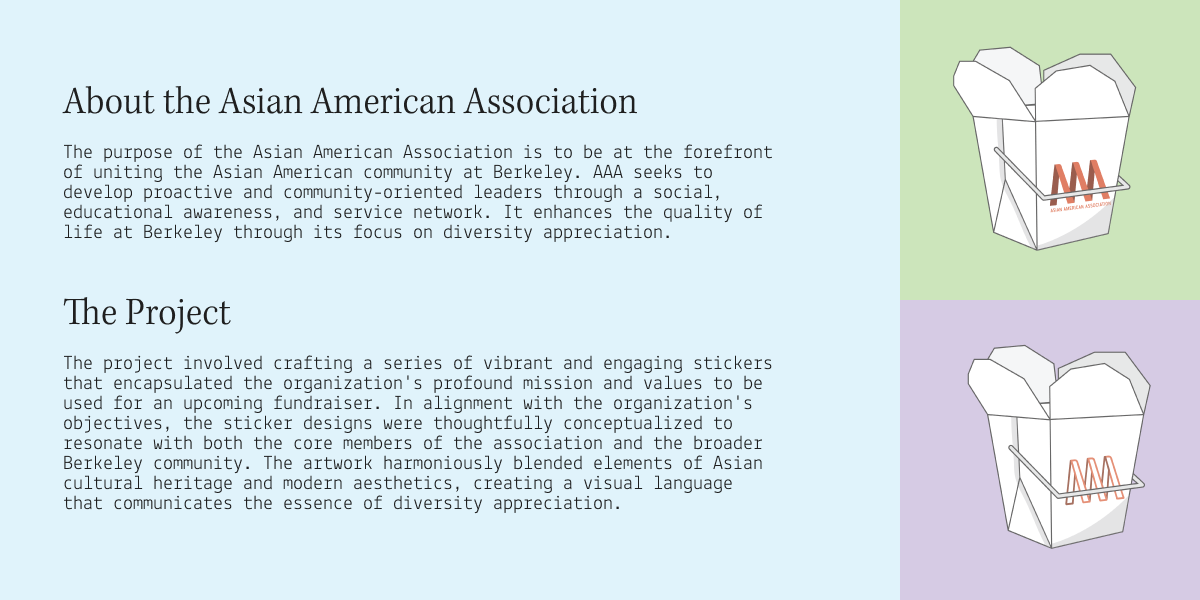 About the Asian American Association
The purpose of the Asian American Association is to be at the forefront
of uniting the Asian American community at Berkeley. AAA seeks to
develop proactive and community-oriented leaders through a social,
educational awareness, and service network. It enhances the quality of
life at Berkeley through its focus on diversity appreciation.
The Project
The project involved crafting a series of vibrant and engaging stickers
that encapsulated the organization's profound mission and values to be
used for an upcoming fundraiser. In alignment with the organization's
objectives, the sticker designs were thoughtfully conceptualized to
resonate with both the core members of the association and the broader
Berkeley community. The artwork harmoniously blended elements of Asian
cultural heritage and modern aesthetics, creating a visual language
that communicates the essence of diversity appreciation.
AAA
ASIAN AMERICAN ASSOCIATION
AAA